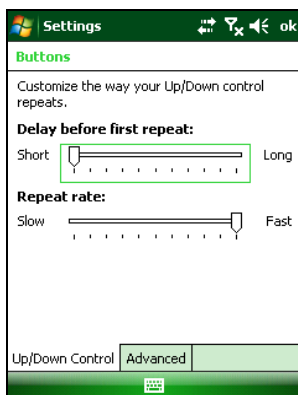 Settings ok
Buttons
Customize the way your Up/Down control
repeats.
Delay before first repeat:
Short Long
Repeat rate:
Slow Fast
Up/Down Control Advanced